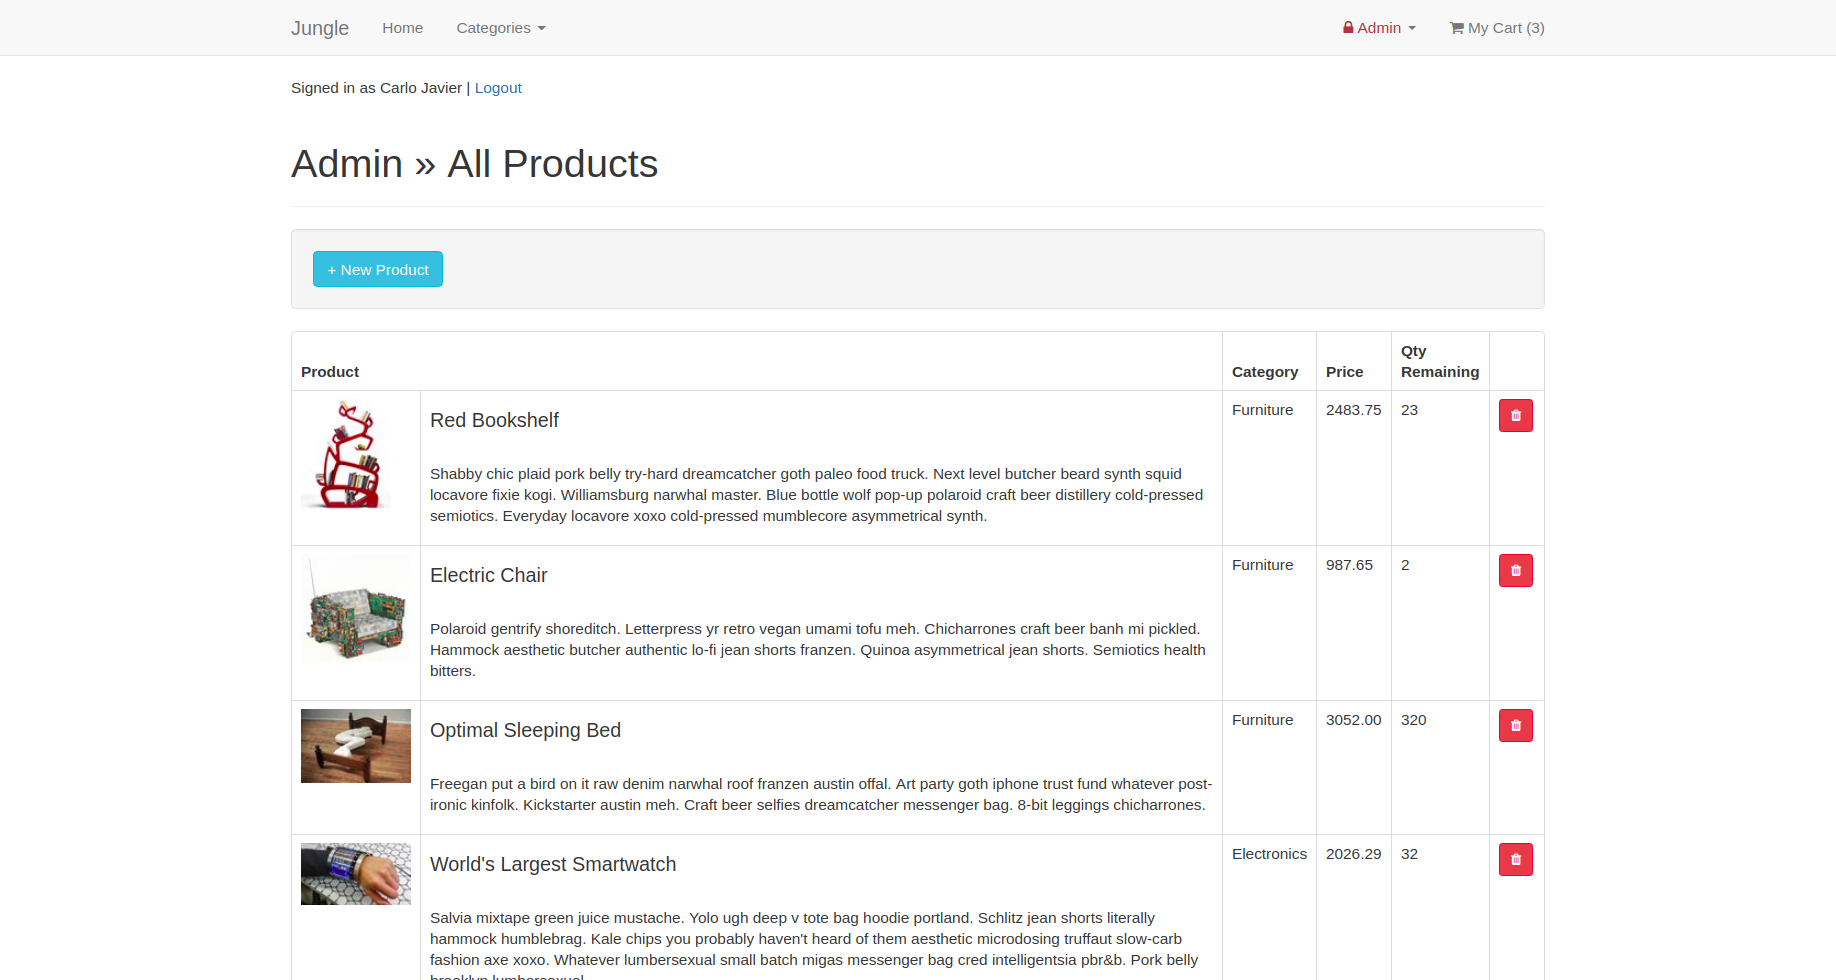 Jungle Home Categories Admin My Cart (3)
Signed in as Carlo Javier | Logout
Admin » All Products
+ New Product
Product Category Price Qty Remaining
Red Bookshelf Furniture 2483.75 23
Shabby chic plaid pork belly try-hard dreamcatcher goth paleo food truck. Next level butcher beard synth squid
locavore fixie kogi. Williamsburg narwhal master. Blue bottle wolf pop-up polaroid craft beer distillery cold-pressed
semiotics. Everyday locavore xoxo cold-pressed mumblecore asymmetrical synth.
Electric Chair Furniture 987.65 2
Polaroid gentrify shoreditch. Letterpress yr retro vegan umami tofu meh. Chicharrones craft beer banh mi pickled.
Hammock aesthetic butcher authentic lo-fi jean shorts franzen. Quinoa asymmetrical jean shorts. Semiotics health
bitters.
Optimal Sleeping Bed Furniture 3052.00 320
Freegan put a bird on it raw denim narwhal roof franzen austin offal. Art party goth iphone trust fund whatever post-
ironic kinfolk. Kickstarter austin meh. Craft beer selfies dreamcatcher messenger bag. 8-bit leggings chicharrones.
World's Largest Smartwatch Electronics 2026.29 32
Salvia mixtape green juice mustache. Yolo ugh deep v tote bag hoodie portland. Schlitz jean shorts literally
hammock humblebrag. Kale chips you probably haven't heard of them aesthetic microdosing truffaut slow-carb
fashion axe xoxo. Whatever lumbersexual small batch migas messenger bag cred intelligentsia pbr&b. Pork belly
brooklyn lumbersexual